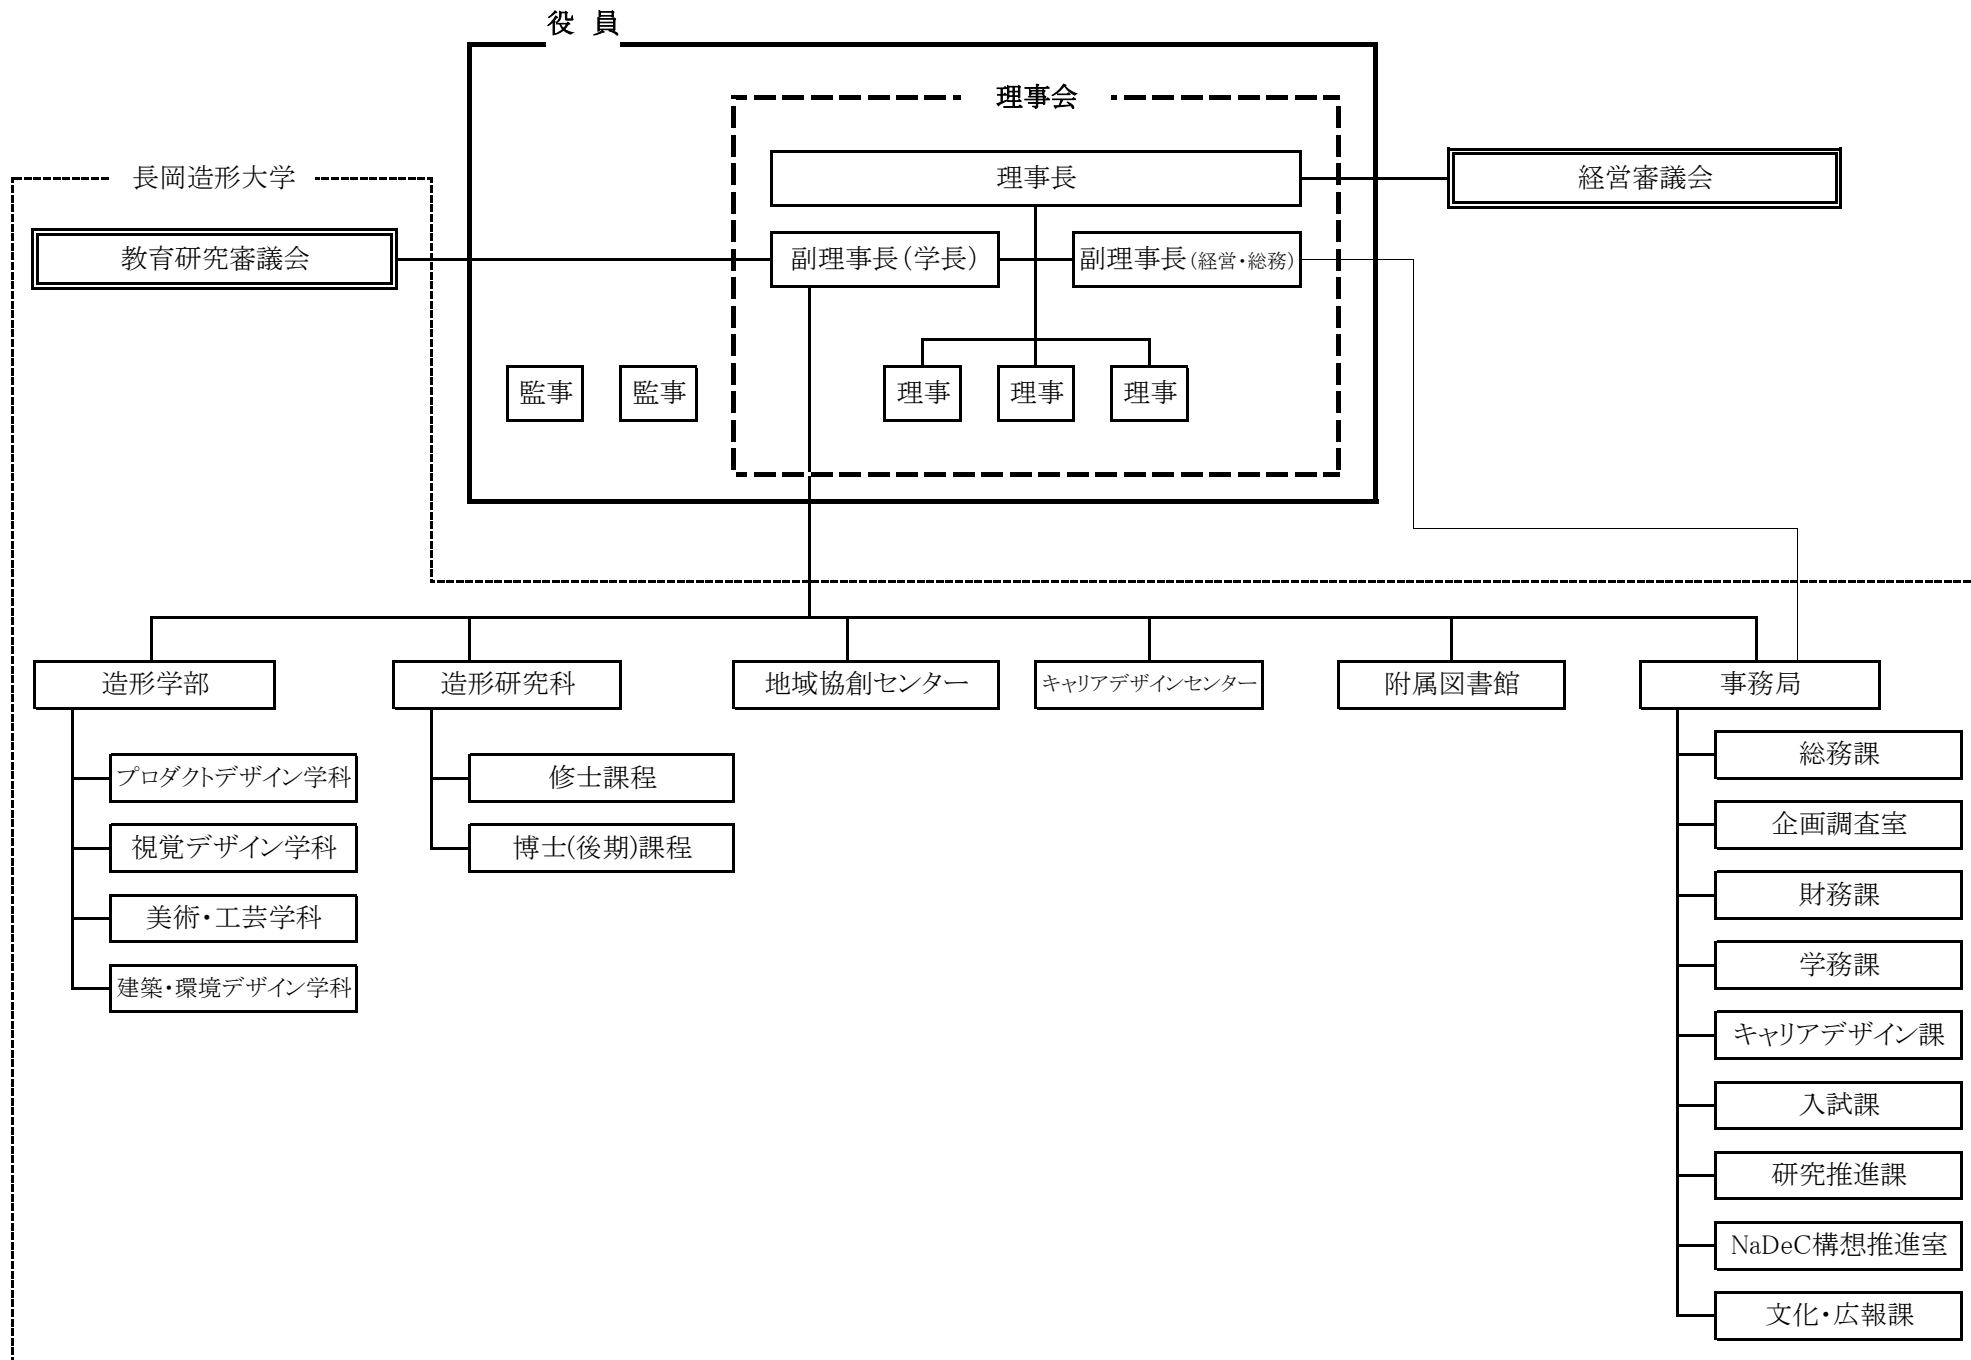 役 員
理事会
長岡造形大学
理事長
経営審議会
教育研究審議会
副理事長（学長）
副理事長（経営・総務）
監事
監事
理事
理事
理事
造形学部
造形研究科
地域協創センター
キャリアデザインセンター
附属図書館
事務局
プロダクトデザイン学科
視覚デザイン学科
美術・工芸学科
建築・環境デザイン学科
修士課程
博士(後期)課程
総務課
企画調査室
財務課
学務課
キャリアデザイン課
入試課
研究推進課
NaDeC構想推進室
文化・広報課